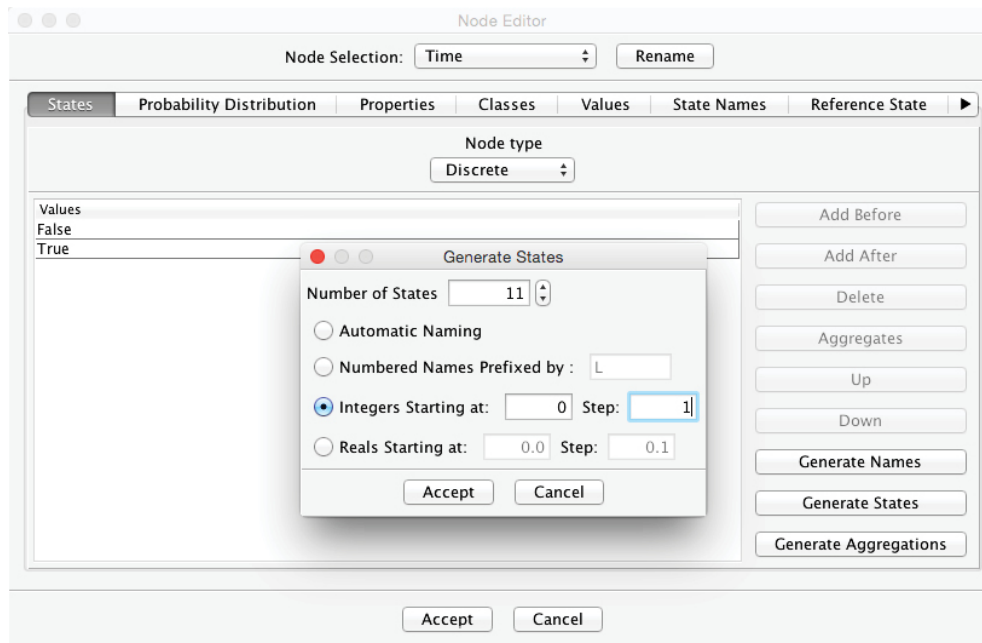 Node Editor
Node Selection: Time Rename
States Probability Distribution Properties Classes Values State Names Reference State
Node type
Discrete
Values
False
True
Add Before
Add After
Delete
Aggregates
Up
Down
Generate Names
Generate States
Generate Aggregations
Generate States
Number of States 11
Automatic Naming
Numbered Names Prefixed by : L
Integers Starting at: 0 Step: 1
Reals Starting at: 0.0 Step: 0.1
Accept Cancel
Accept Cancel